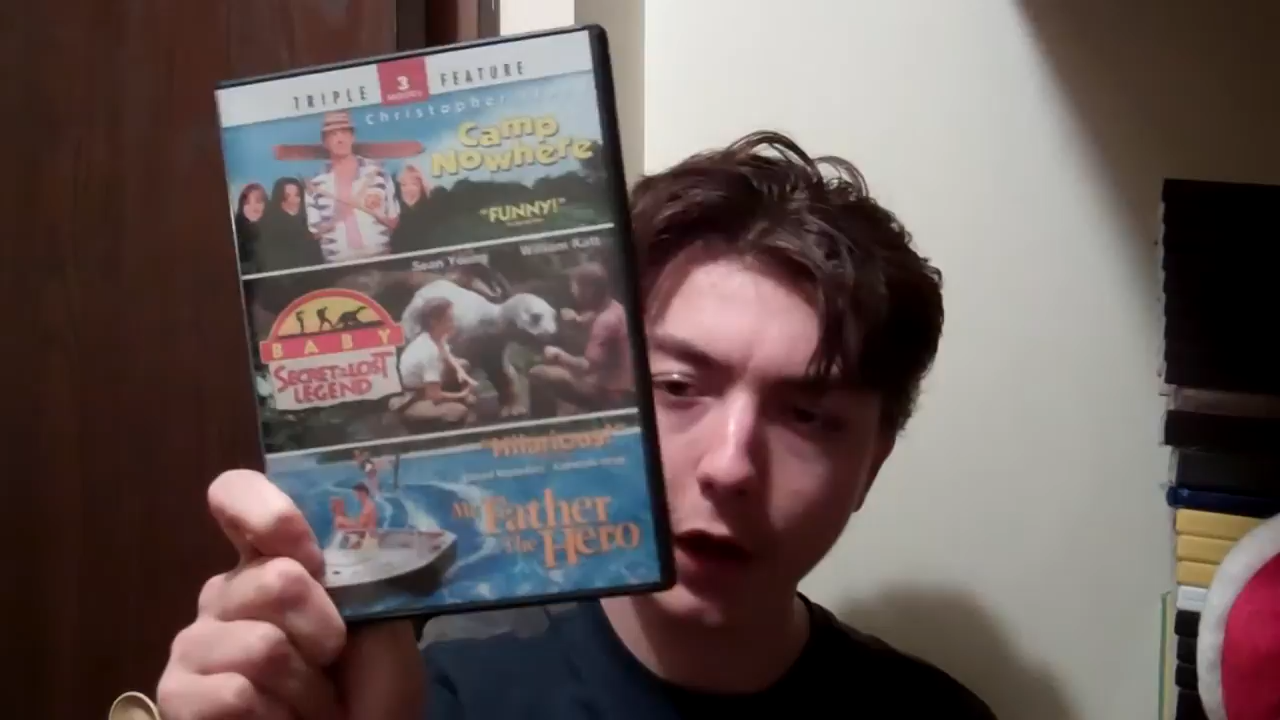 TRIPLE 3 FEATURE
MOVIES
Christopher
Camp
Nowhere
"FUNNY!"
Sean Young William Katt
BABY
SECRET OF THE LOST
LEGEND
"Hilarious!"
My Father
the Hero